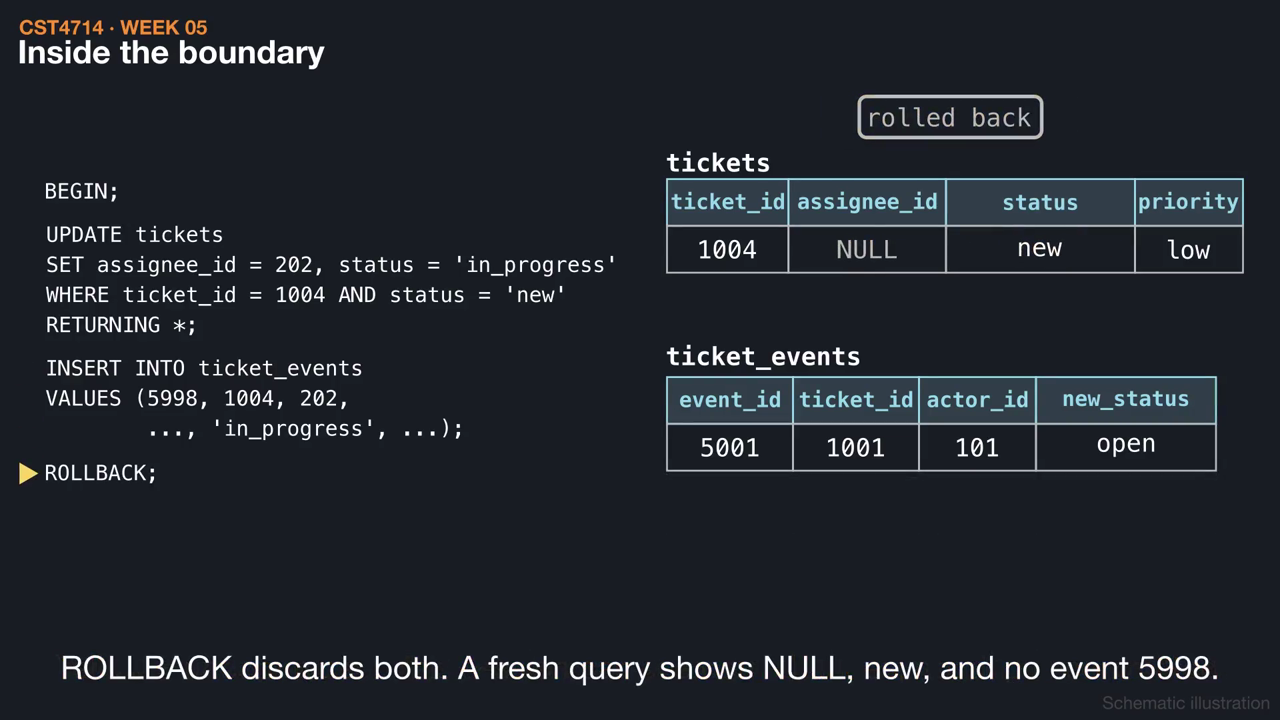 CST4714 · WEEK 05
Inside the boundary
BEGIN;
UPDATE tickets
SET assignee_id = 202, status = 'in_progress'
WHERE ticket_id = 1004 AND status = 'new'
RETURNING *;
INSERT INTO ticket_events
VALUES (5998, 1004, 202,
..., 'in_progress', ...);
ROLLBACK;
rolled back
tickets
ticket_id assignee_id status priority
1004 NULL new low
ticket_events
event_id ticket_id actor_id new_status
5001 1001 101 open
ROLLBACK discards both. A fresh query shows NULL, new, and no event 5998.
Schematic illustration